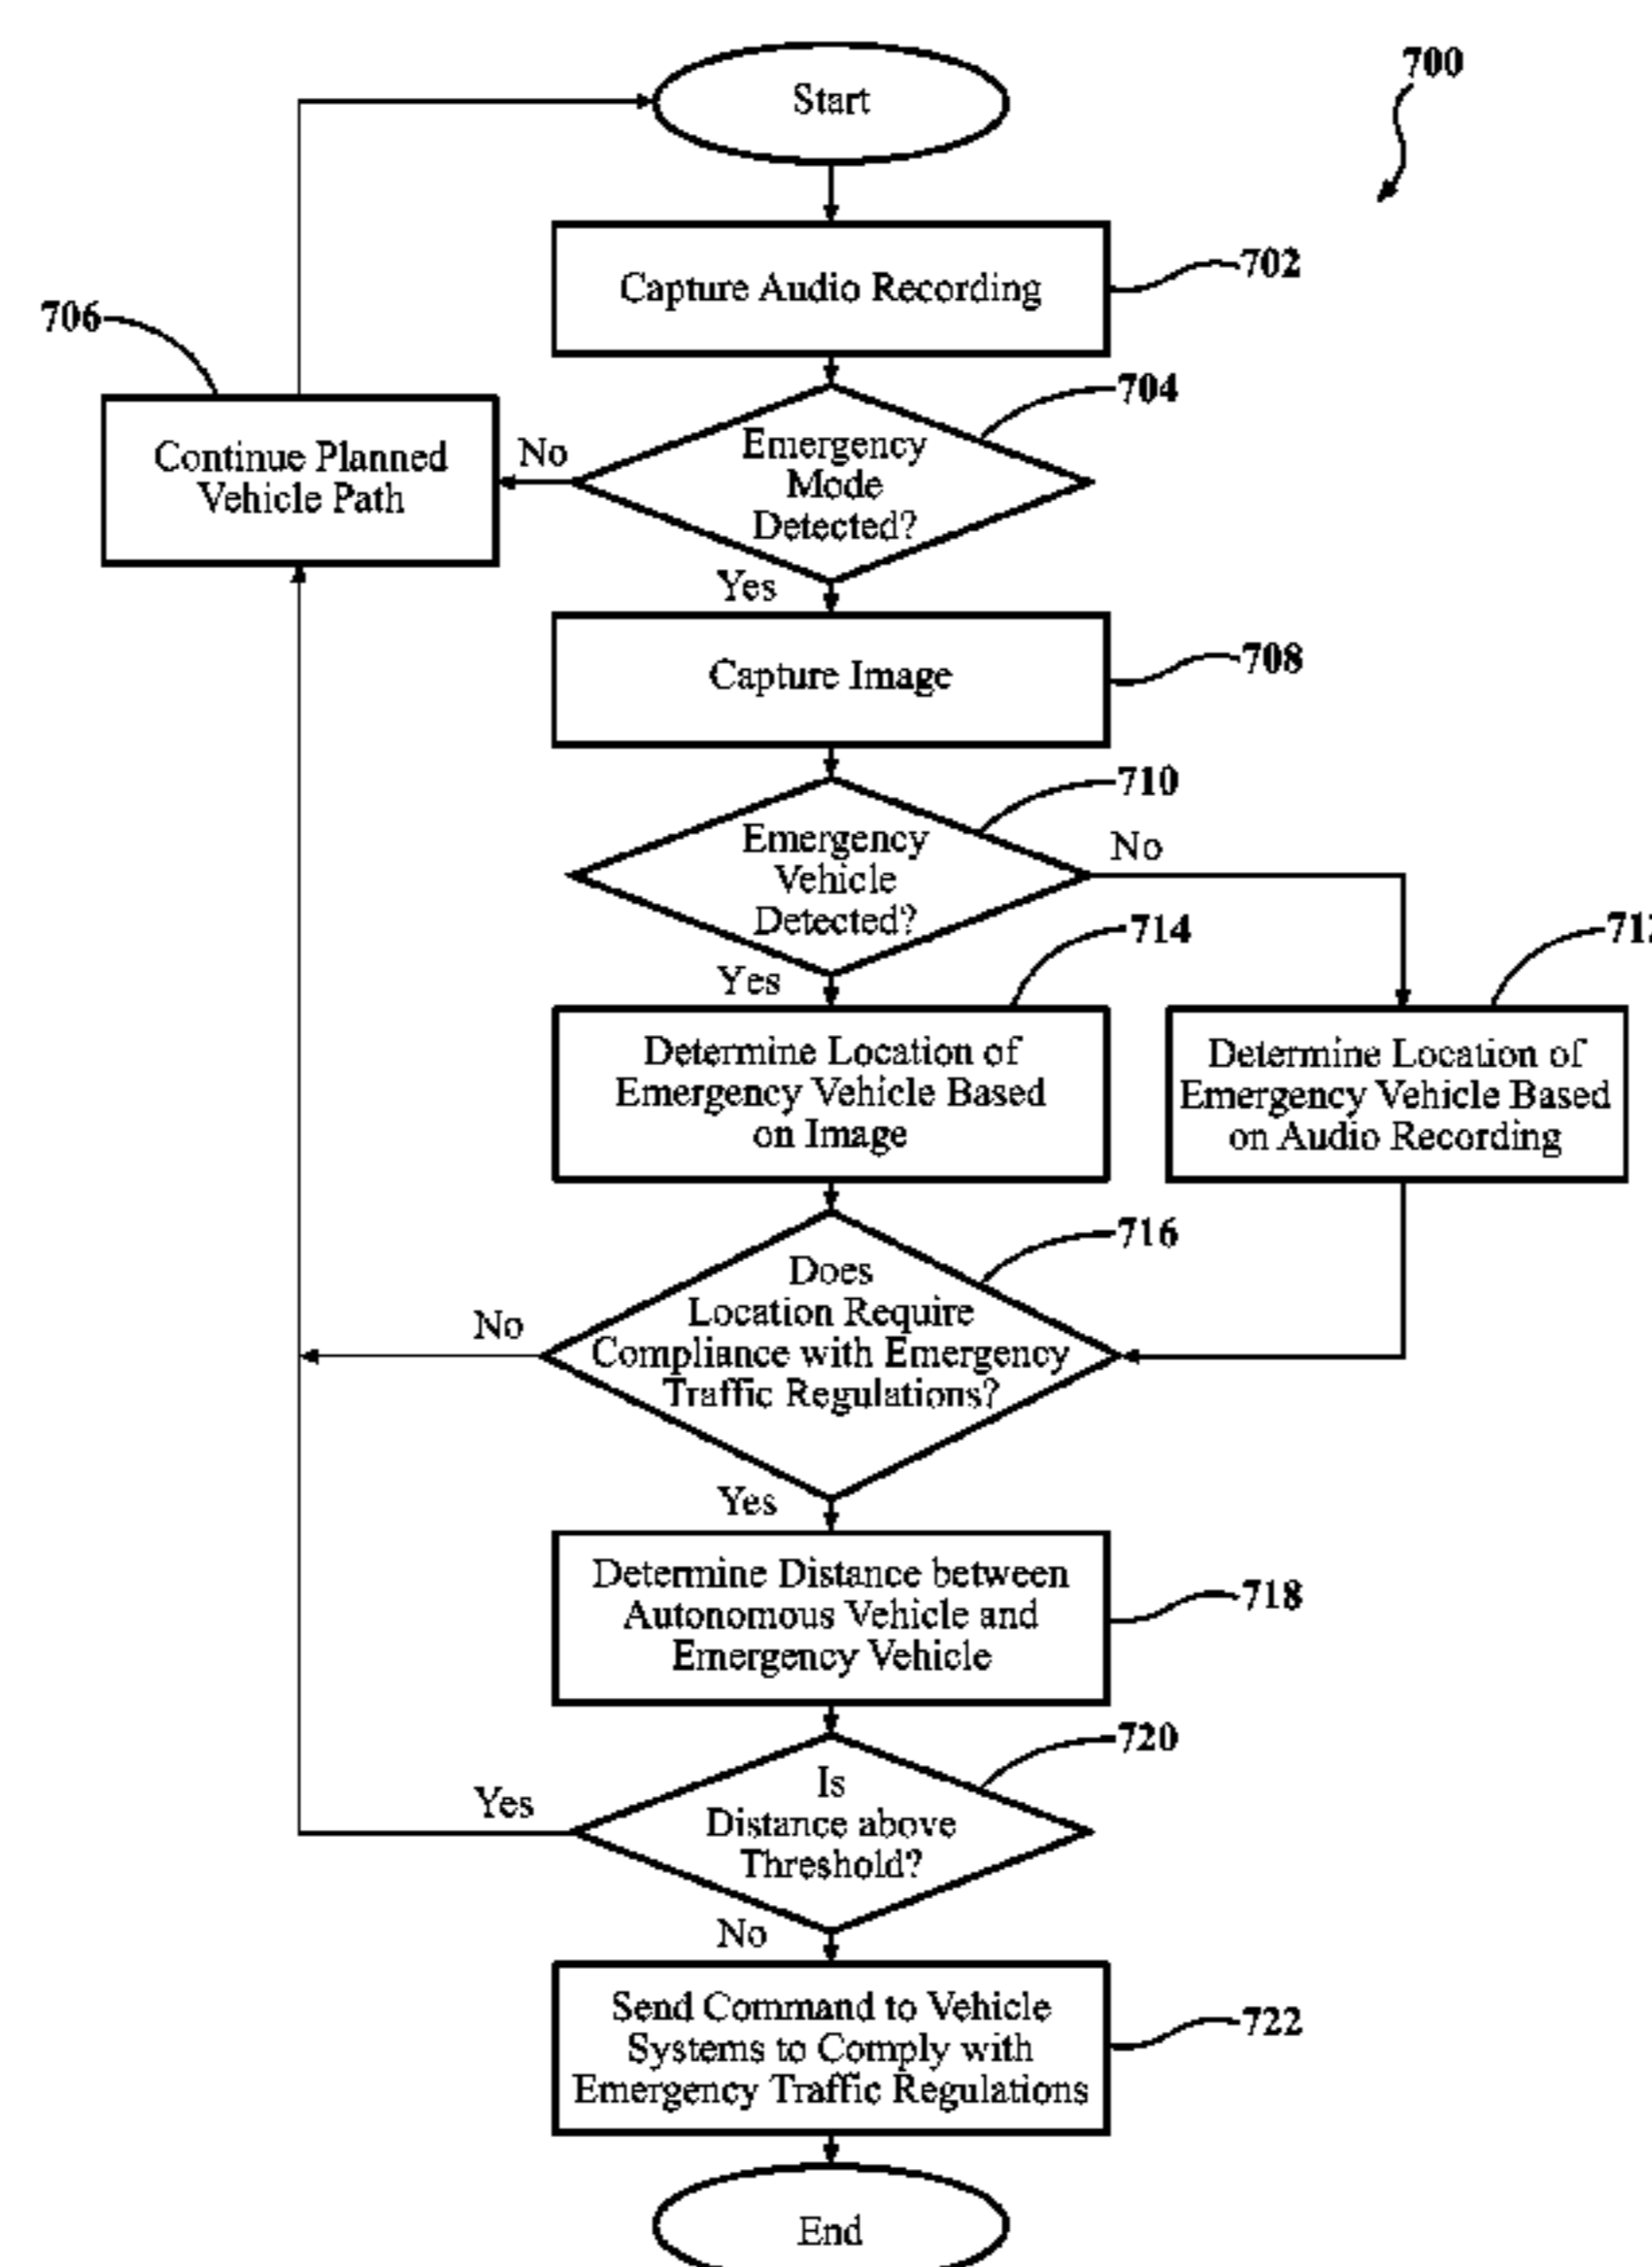 700
Start
Capture Audio Recording
702
706
704
Continue Planned
Vehicle Path
No
Emergency
Mode
Detected?
Yes
Capture Image
708
710
Emergency
Vehicle
Detected?
No
714
Yes
Determine Location of
Emergency Vehicle Based
on Image
Determine Location of
Emergency Vehicle Based
on Audio Recording
716
Does
Location Require
Compliance with Emergency
Traffic Regulations?
No
Yes
Determine Distance between
Autonomous Vehicle and
Emergency Vehicle
718
720
Is
Distance above
Threshold?
Yes
No
Send Command to Vehicle
Systems to Comply with
Emergency Traffic Regulations
722
End